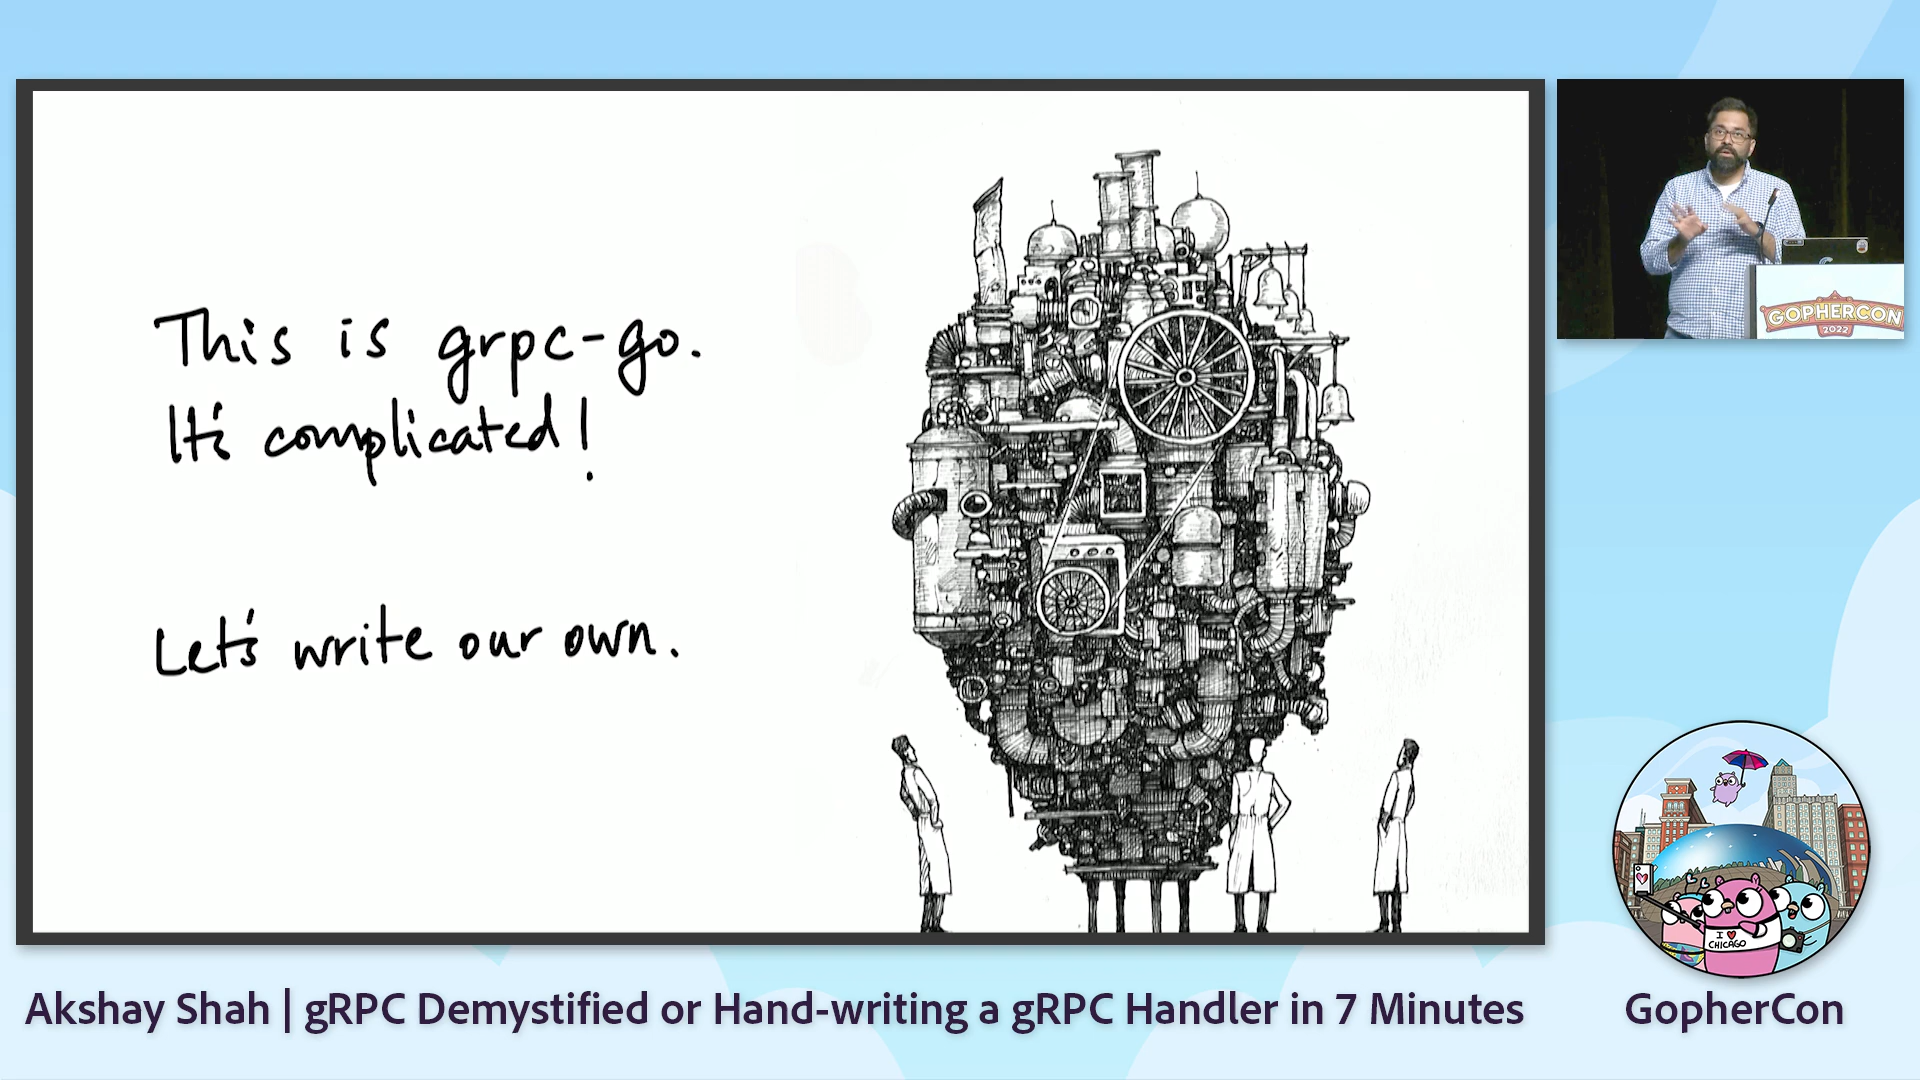 This is grpc-go.
It's complicated!
Let's write our own.
GOPHERCON
2022
I ♥
CHICAGO
Akshay Shah | gRPC Demystified or Hand-writing a gRPC Handler in 7 Minutes
GopherCon